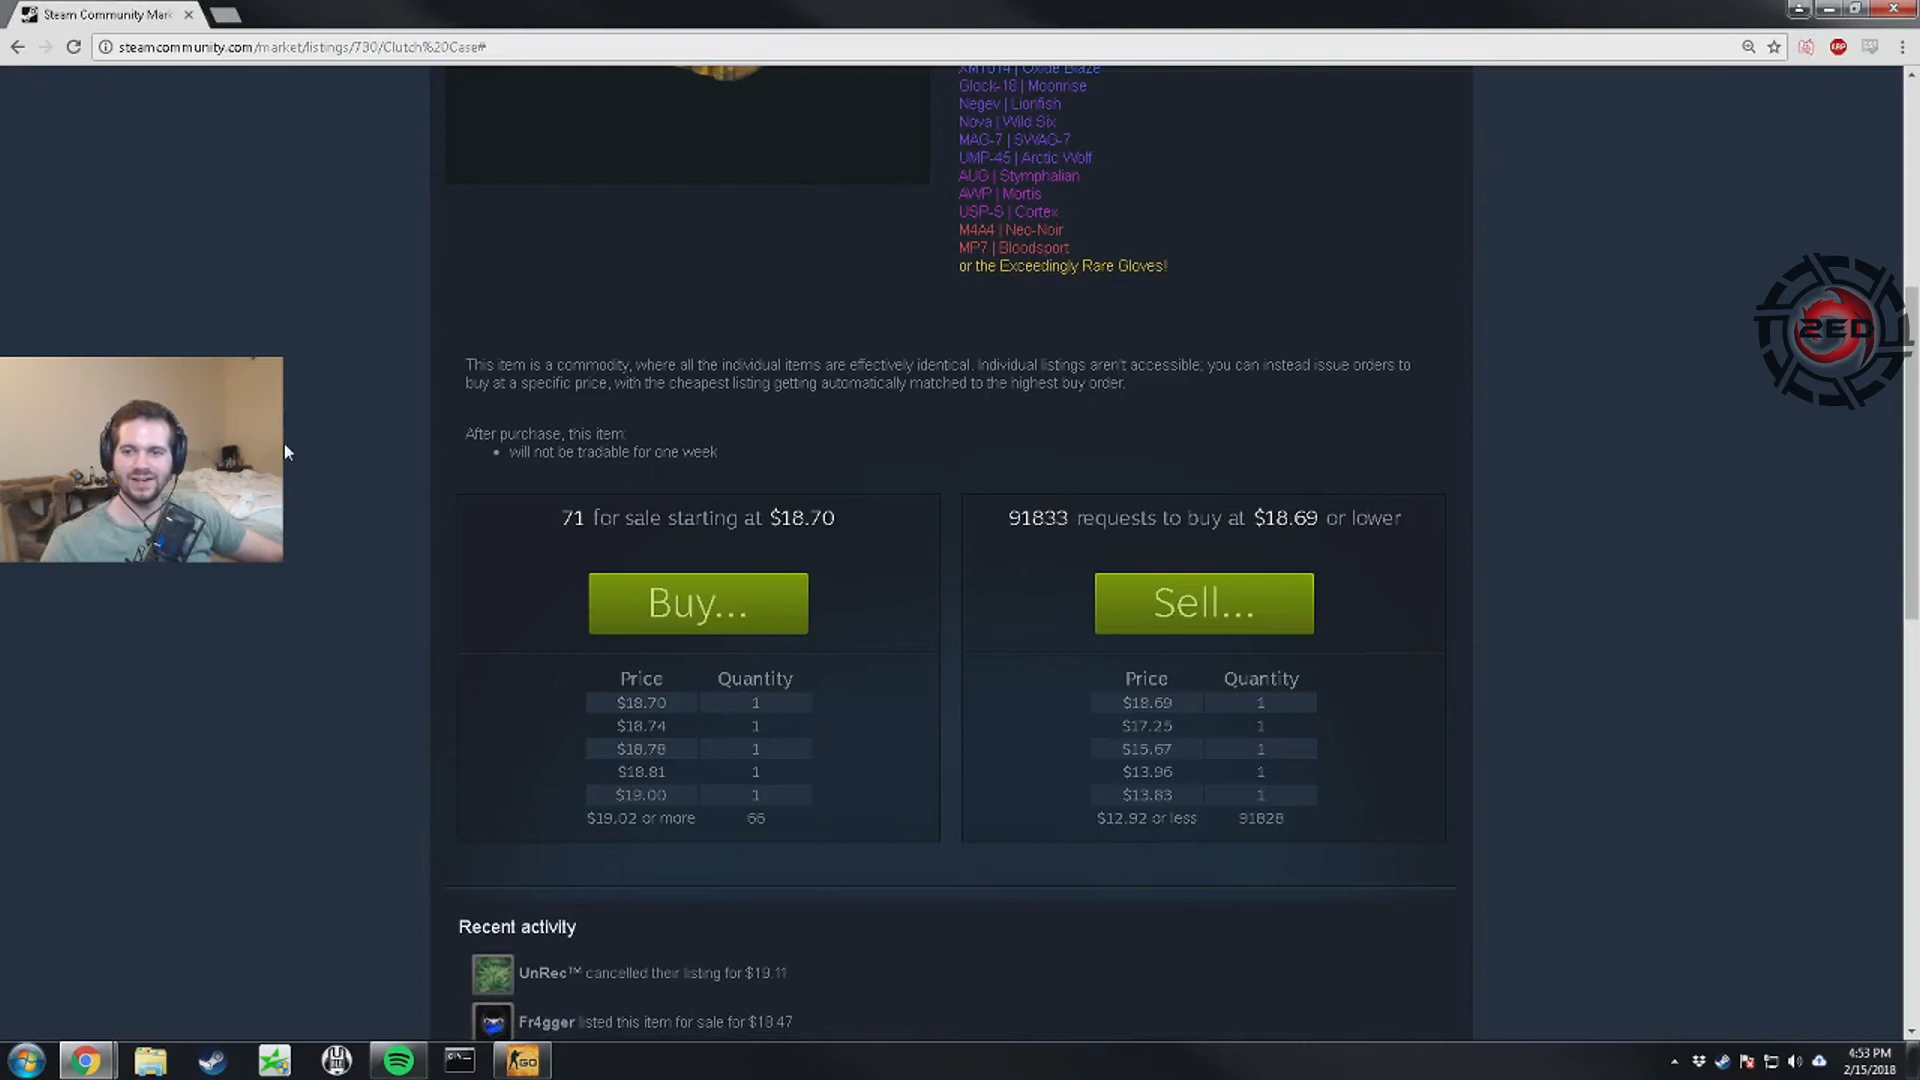 Steam Community Mark
steamcommunity.com/market/listings/730/Clutch%20Case#
ABP
XM1014 | Oxide Blaze
Glock-18 | Moonrise
Negev | Lionfish
Nova | Wild Six
MAG-7 | SWAG-7
UMP-45 | Arctic Wolf
AUG | Stymphalian
AWP | Mortis
USP-S | Cortex
M4A4 | Neo-Noir
MP7 | Bloodsport
or the Exceedingly Rare Gloves!
2ED
This item is a commodity, where all the individual items are effectively identical. Individual listings aren't accessible; you can instead issue orders to
buy at a specific price, with the cheapest listing getting automatically matched to the highest buy order.
After purchase, this item:
• will not be tradable for one week
71 for sale starting at $18.70
91833 requests to buy at $18.69 or lower
Buy...
Sell...
Price Quantity
$18.70 1
$18.74 1
$18.78 1
$18.81 1
$19.00 1
$19.02 or more 66
Price Quantity
$18.69 1
$17.25 1
$15.67 1
$13.96 1
$13.83 1
$12.92 or less 91828
Recent activity
UnRec™ cancelled their listing for $19.11
Fr4gger listed this item for sale for $18.47
GO
4:53 PM
2/15/2018